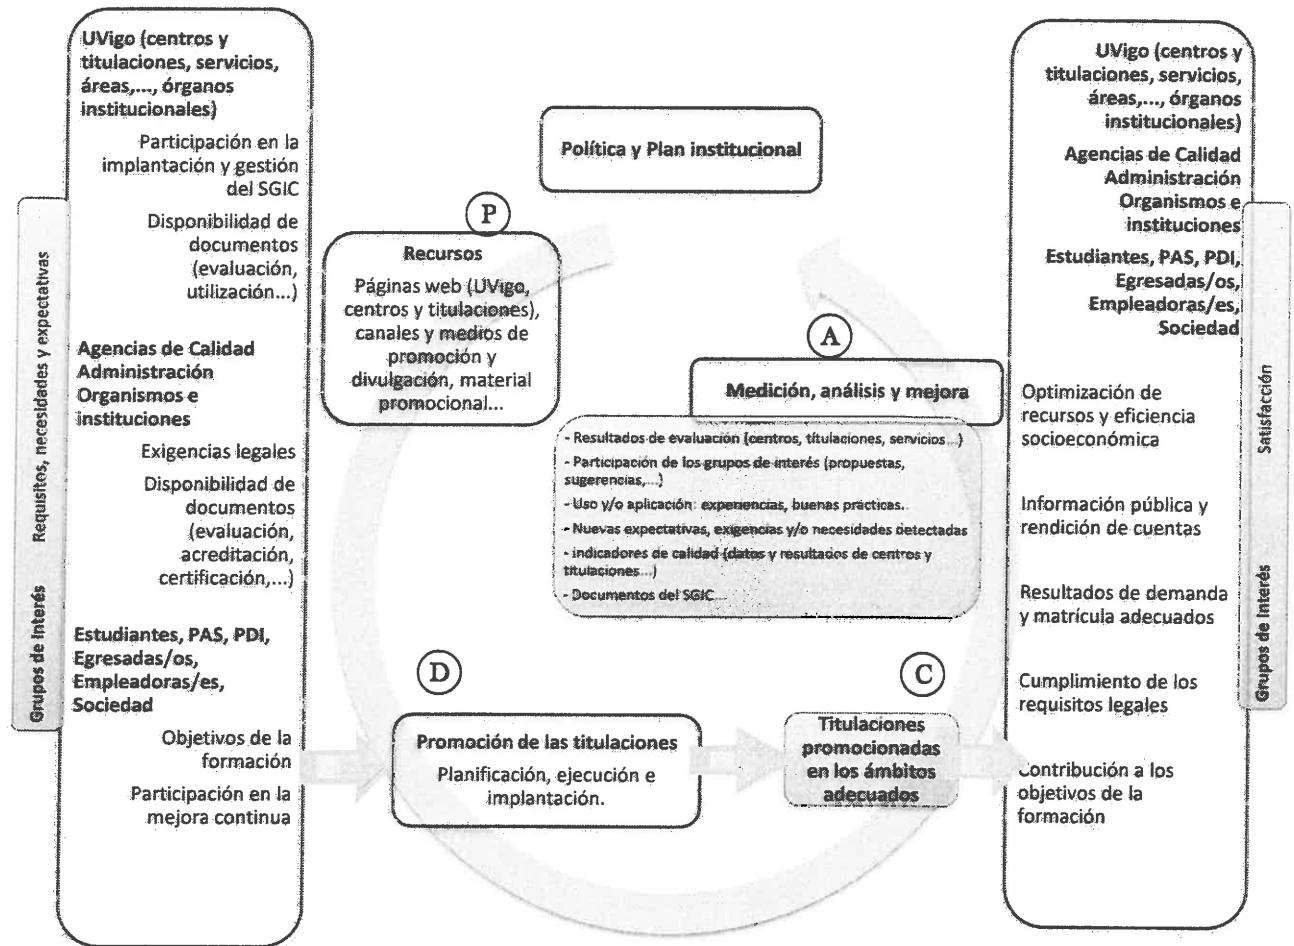 UVigo (centros y
titulaciones, servicios,
áreas,..., órganos
institucionales)
Participación en la
implantación y gestión
del SGIC
Disponibilidad de
documentos
(evaluación,
utilización...)
Agencias de Calidad
Administración
Organismos e
instituciones
Exigencias legales
Disponibilidad de
documentos
(evaluación,
acreditación,
certificación,...)
Estudiantes, PAS, PDI,
Egresadas/os,
Empleadoras/es,
Sociedad
Objetivos de la
formación
Participación en la
mejora continua
Grupos de Interés Requisitos, necesidades y expectativas
Política y Plan institucional
P
Recursos
Páginas web (UVigo,
centros y titulaciones),
canales y medios de
promoción y
divulgación, material
promocional...
A
Medición, análisis y mejora
- Resultados de evaluación (centros, titulaciones, servicios...)
- Participación de los grupos de interés (propuestas,
sugerencias,...)
- Uso y/o aplicación: experiencias, buenas prácticas..
- Nuevas expectativas, exigencias y/o necesidades detectadas
- indicadores de calidad (datos y resultados de centros y
titulaciones...)
- Documentos del SGIC...
D
Promoción de las titulaciones
Planificación, ejecución e
implantación.
C
Titulaciones
promocionadas
en los ámbitos
adecuados
UVigo (centros y
titulaciones, servicios,
áreas,..., órganos
institucionales)
Agencias de Calidad
Administración
Organismos e
instituciones
Estudiantes, PAS, PDI,
Egresadas/os,
Empleadoras/es,
Sociedad
Optimización de
recursos y eficiencia
socioeconómica
Información pública y
rendición de cuentas
Resultados de demanda
y matrícula adecuados
Cumplimiento de los
requisitos legales
Contribución a los
objetivos de la
formación
Grupos de Interés Satisfacción